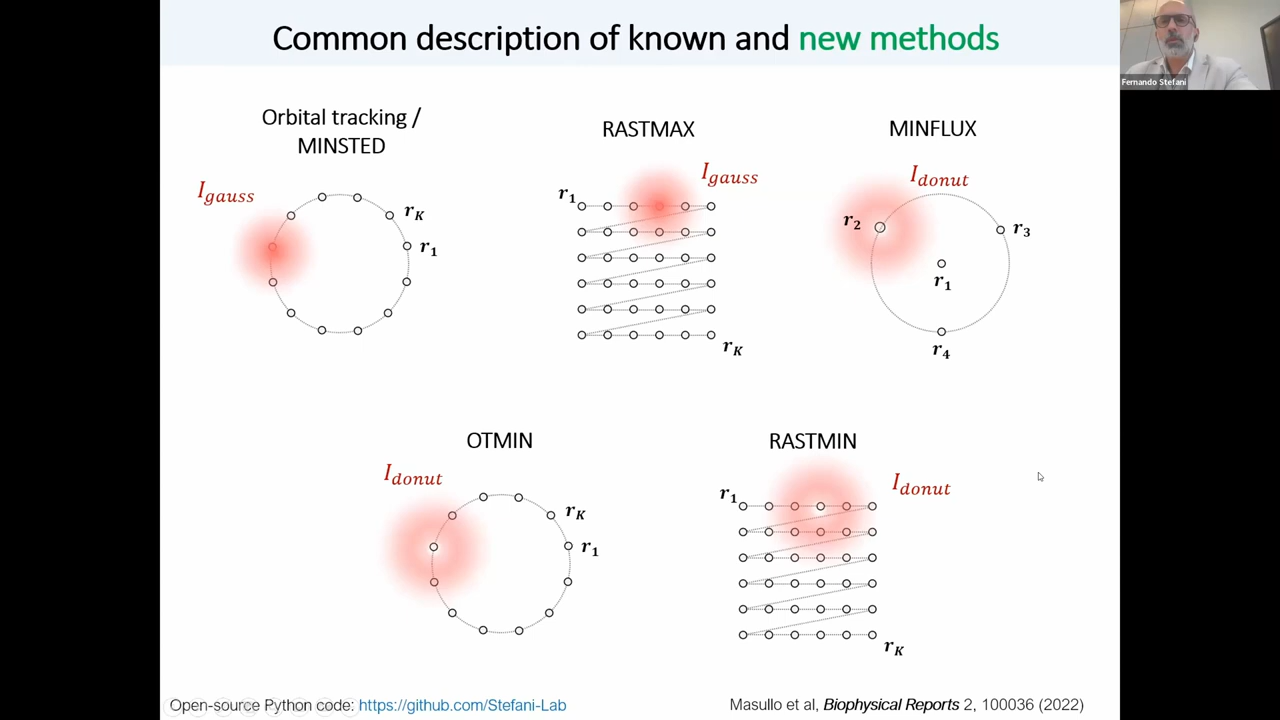 Common description of known and new methods
Fernando Stefani
Orbital tracking /
MINSTED
I_gauss
r_K
r_1
RASTMAX
I_gauss
r_1
r_K
MINFLUX
I_donut
r_2
r_3
r_1
r_4
OTMIN
I_donut
r_K
r_1
RASTMIN
I_donut
r_1
r_K
Open-source Python code: https://github.com/Stefani-Lab
Masullo et al, Biophysical Reports 2, 100036 (2022)